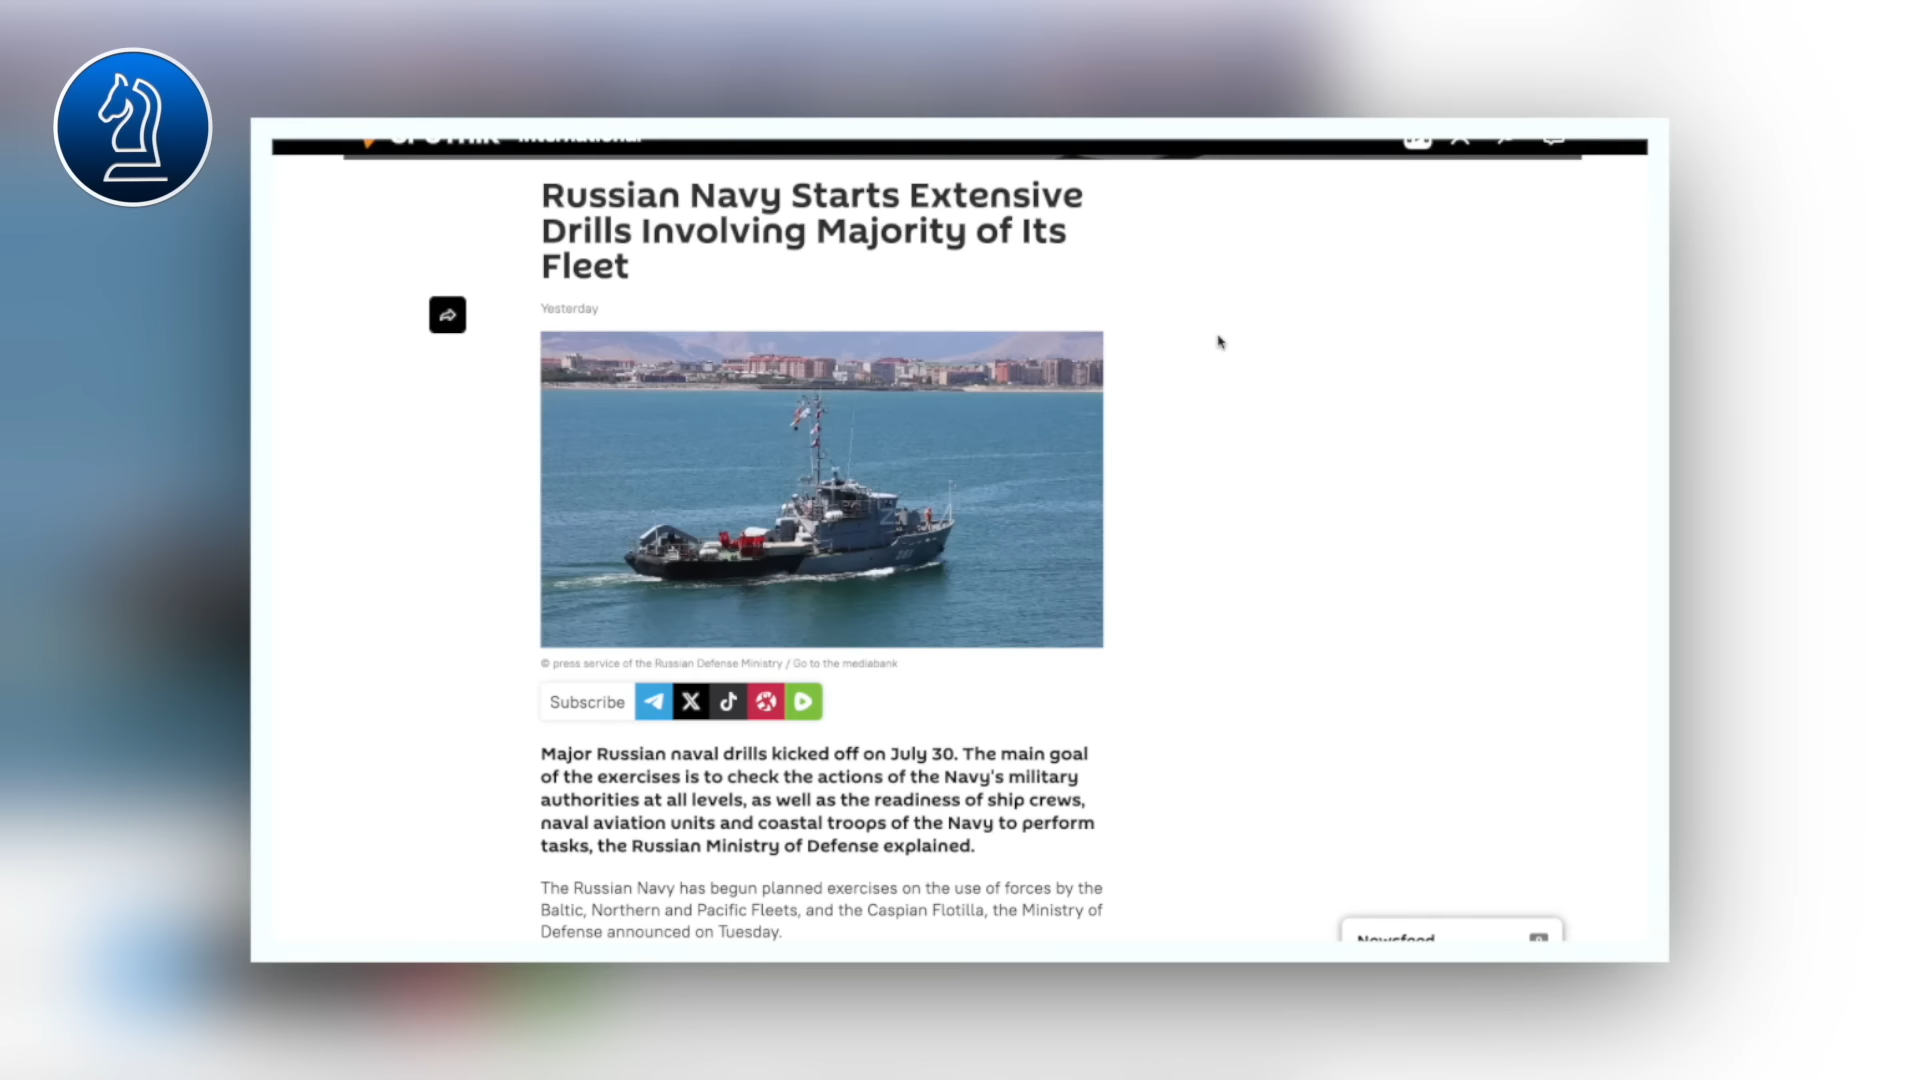 Russian Navy Starts Extensive
Drills Involving Majority of Its
Fleet
Yesterday
© press service of the Russian Defense Ministry / Go to the mediabank
Subscribe
Major Russian naval drills kicked off on July 30. The main goal
of the exercises is to check the actions of the Navy's military
authorities at all levels, as well as the readiness of ship crews,
naval aviation units and coastal troops of the Navy to perform
tasks, the Russian Ministry of Defense explained.
The Russian Navy has begun planned exercises on the use of forces by the
Baltic, Northern and Pacific Fleets, and the Caspian Flotilla, the Ministry of
Defense announced on Tuesday.
Newsfeed